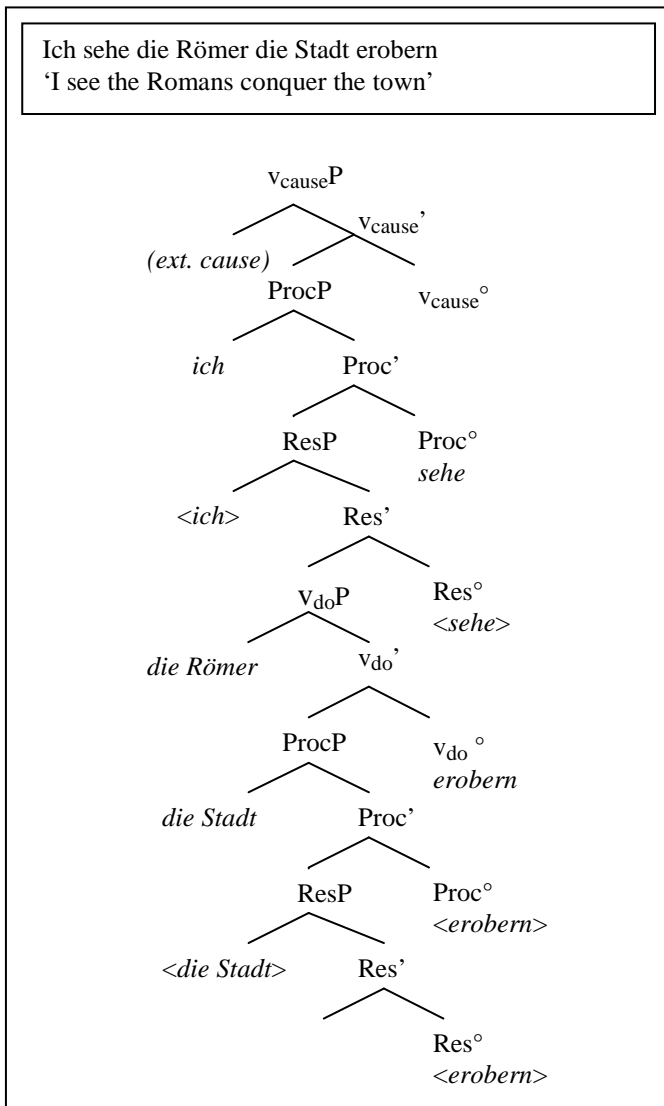 Ich sehe die Römer die Stadt erobern
‘I see the Romans conquer the town’
v_causeP
v_cause’
(ext. cause)
ProcP
v_cause°
ich
Proc’
ResP
Proc°
sehe
<ich>
Res’
v_doP
Res°
<sehe>
die Römer
v_do’
ProcP
v_do °
erobern
die Stadt
Proc’
ResP
Proc°
<erobern>
<die Stadt>
Res’
Res°
<erobern>